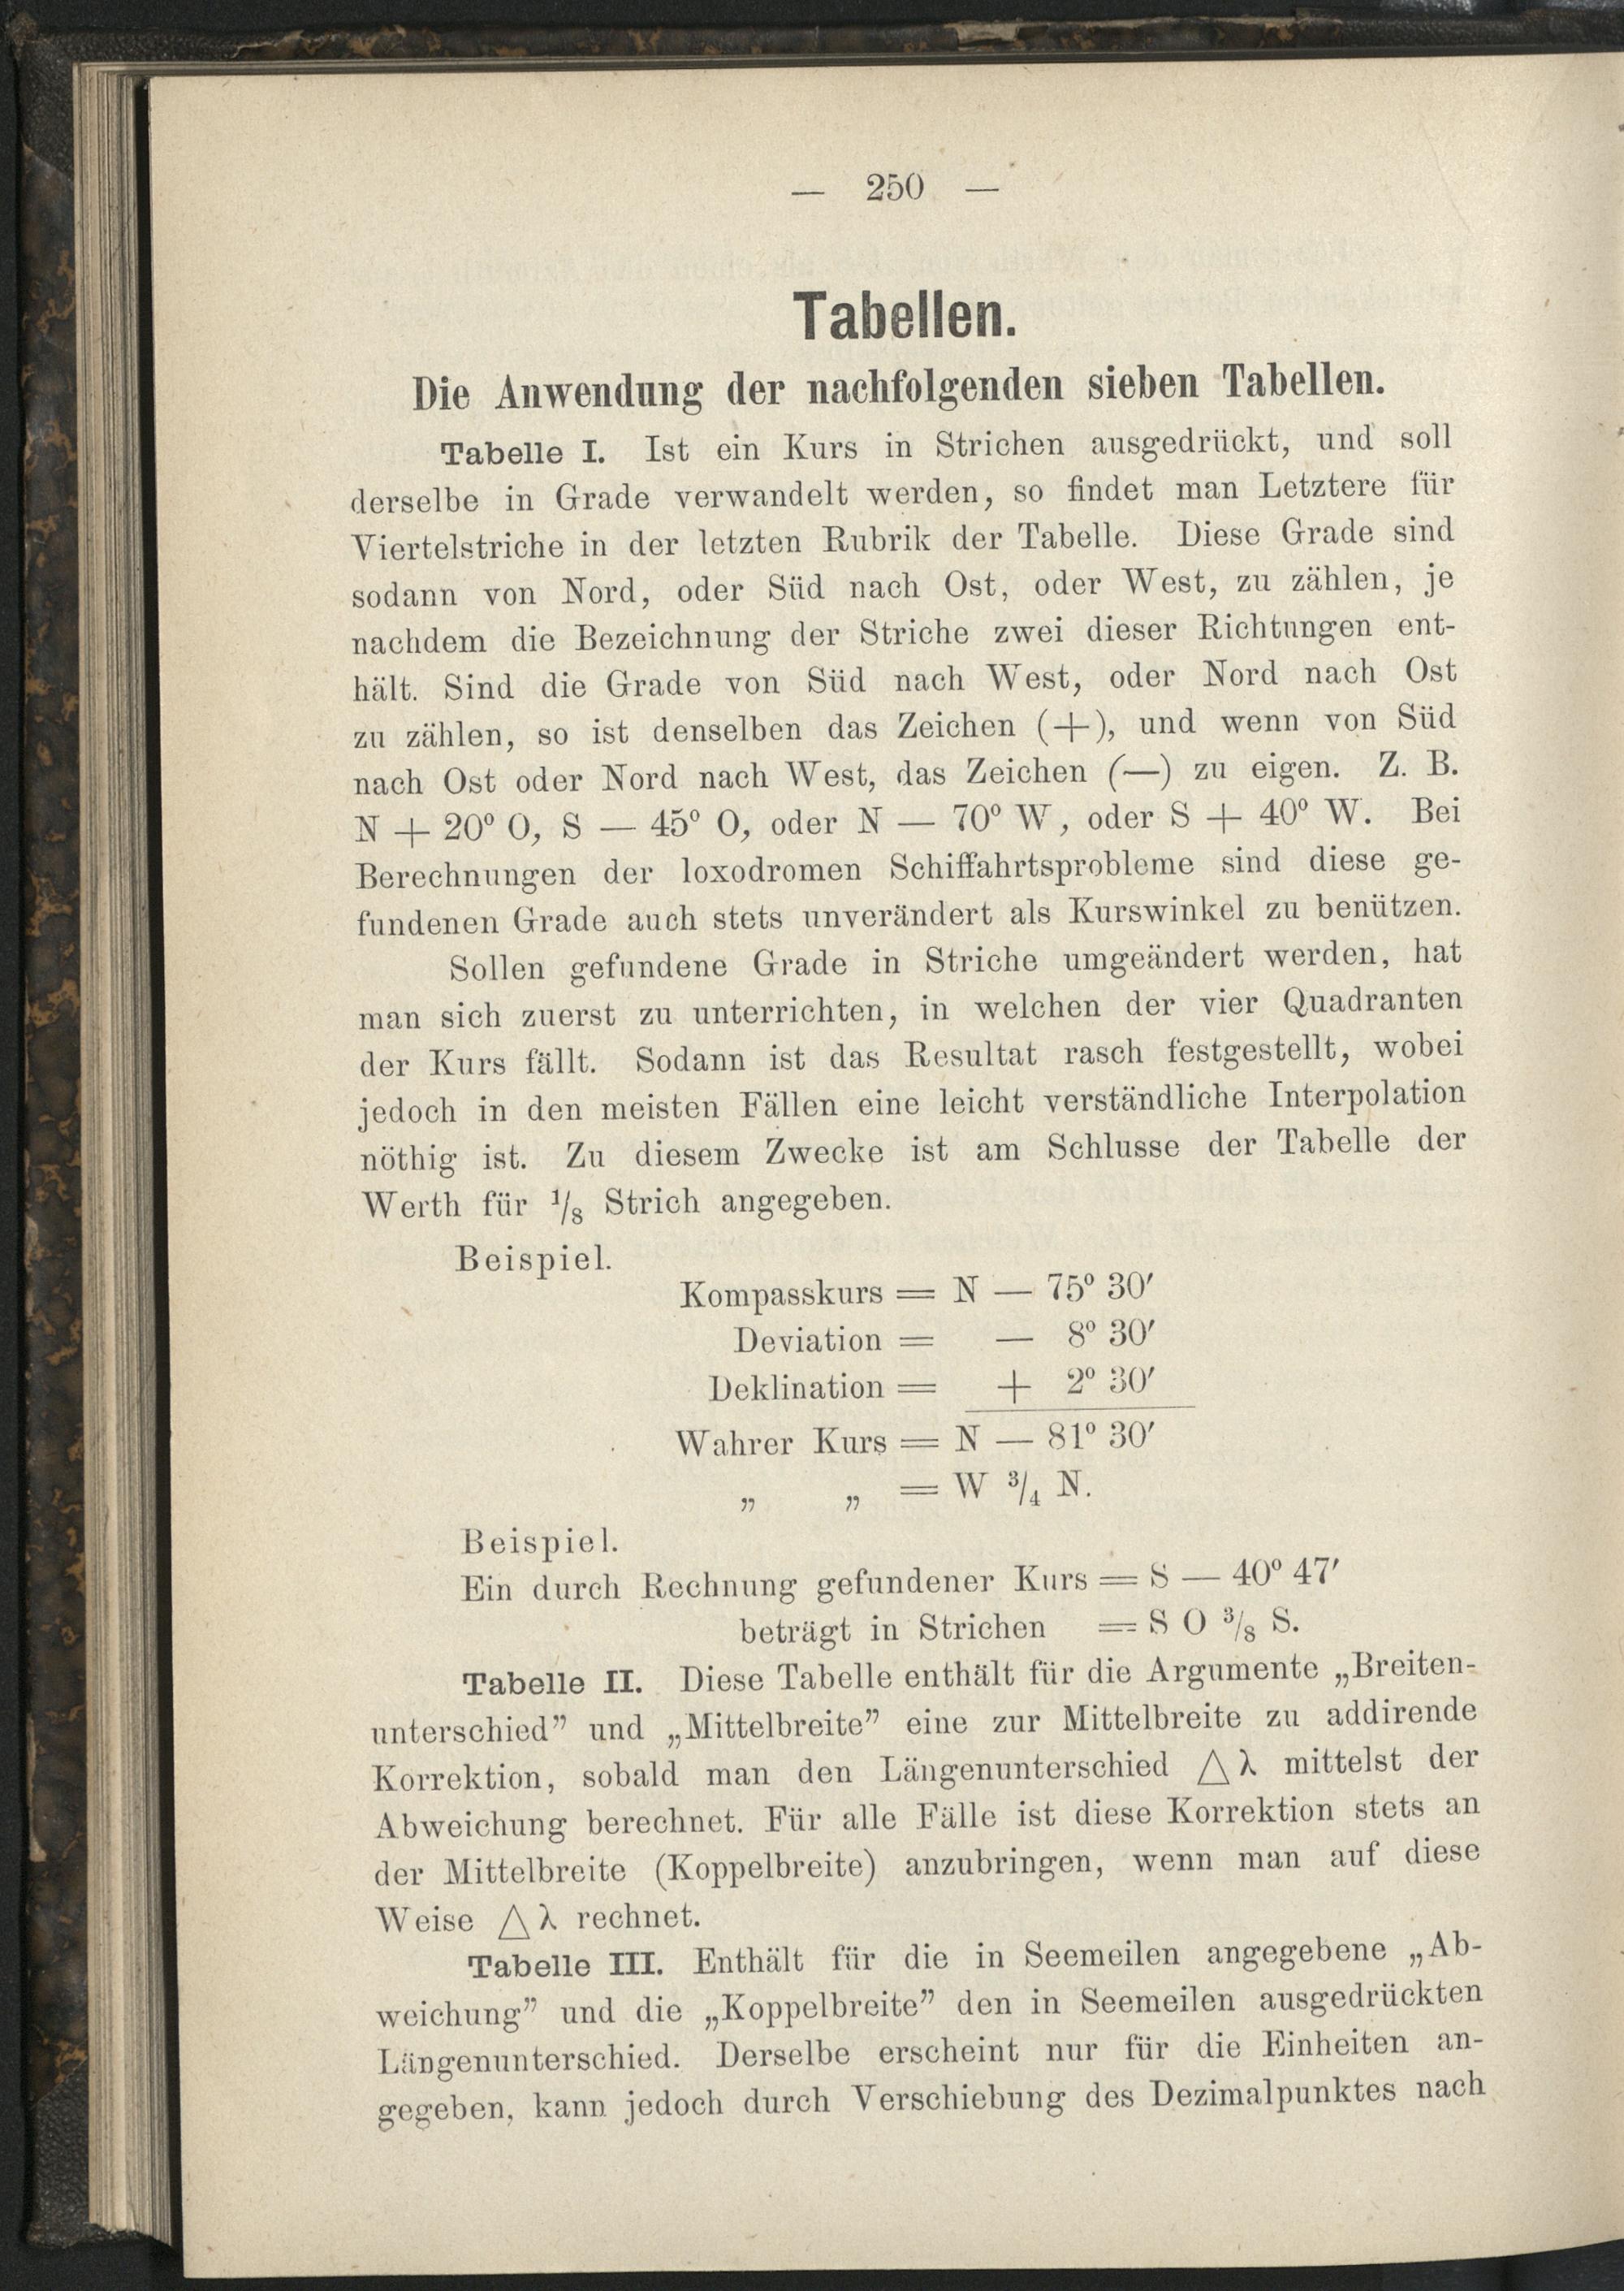 — 250 —
Tabellen.
Die Anwendung der nachfolgenden sieben Tabellen.
Tabelle I. Ist ein Kurs in Strichen ausgedrückt, und soll
derselbe in Grade verwandelt werden, so findet man Letztere für
Viertelstriche in der letzten Rubrik der Tabelle. Diese Grade sind
sodann von Nord, oder Süd nach Ost, oder West, zu zählen, je
nachdem die Bezeichnung der Striche zwei dieser Richtungen ent-
hält. Sind die Grade von Süd nach West, oder Nord nach Ost
zu zählen, so ist denselben das Zeichen (+), und wenn von Süd
nach Ost oder Nord nach West, das Zeichen (—) zu eigen. Z. B.
N + 20° O, S — 45° O, oder N — 70° W, oder S + 40° W. Bei
Berechnungen der loxodromen Schiffahrtsprobleme sind diese ge-
fundenen Grade auch stets unverändert als Kurswinkel zu benützen.
Sollen gefundene Grade in Striche umgeändert werden, hat
man sich zuerst zu unterrichten, in welchen der vier Quadranten
der Kurs fällt. Sodann ist das Resultat rasch festgestellt, wobei
jedoch in den meisten Fällen eine leicht verständliche Interpolation
nöthig ist. Zu diesem Zwecke ist am Schlusse der Tabelle der
Werth für 1/8 Strich angegeben.
Beispiel.
Kompasskurs = N — 75° 30′
Deviation = — 8° 30′
Deklination = + 2° 30′
Wahrer Kurs = N — 81° 30′
„ „ = W 3/4 N.
Beispiel.
Ein durch Rechnung gefundener Kurs = S — 40° 47′
beträgt in Strichen = S O 3/8 S.
Tabelle II. Diese Tabelle enthält für die Argumente „Breiten-
unterschied” und „Mittelbreite” eine zur Mittelbreite zu addirende
Korrektion, sobald man den Längenunterschied △ λ mittelst der
Abweichung berechnet. Für alle Fälle ist diese Korrektion stets an
der Mittelbreite (Koppelbreite) anzubringen, wenn man auf diese
Weise △ λ rechnet.
Tabelle III. Enthält für die in Seemeilen angegebene „Ab-
weichung” und die „Koppelbreite” den in Seemeilen ausgedrückten
Längenunterschied. Derselbe erscheint nur für die Einheiten an-
gegeben, kann jedoch durch Verschiebung des Dezimalpunktes nach